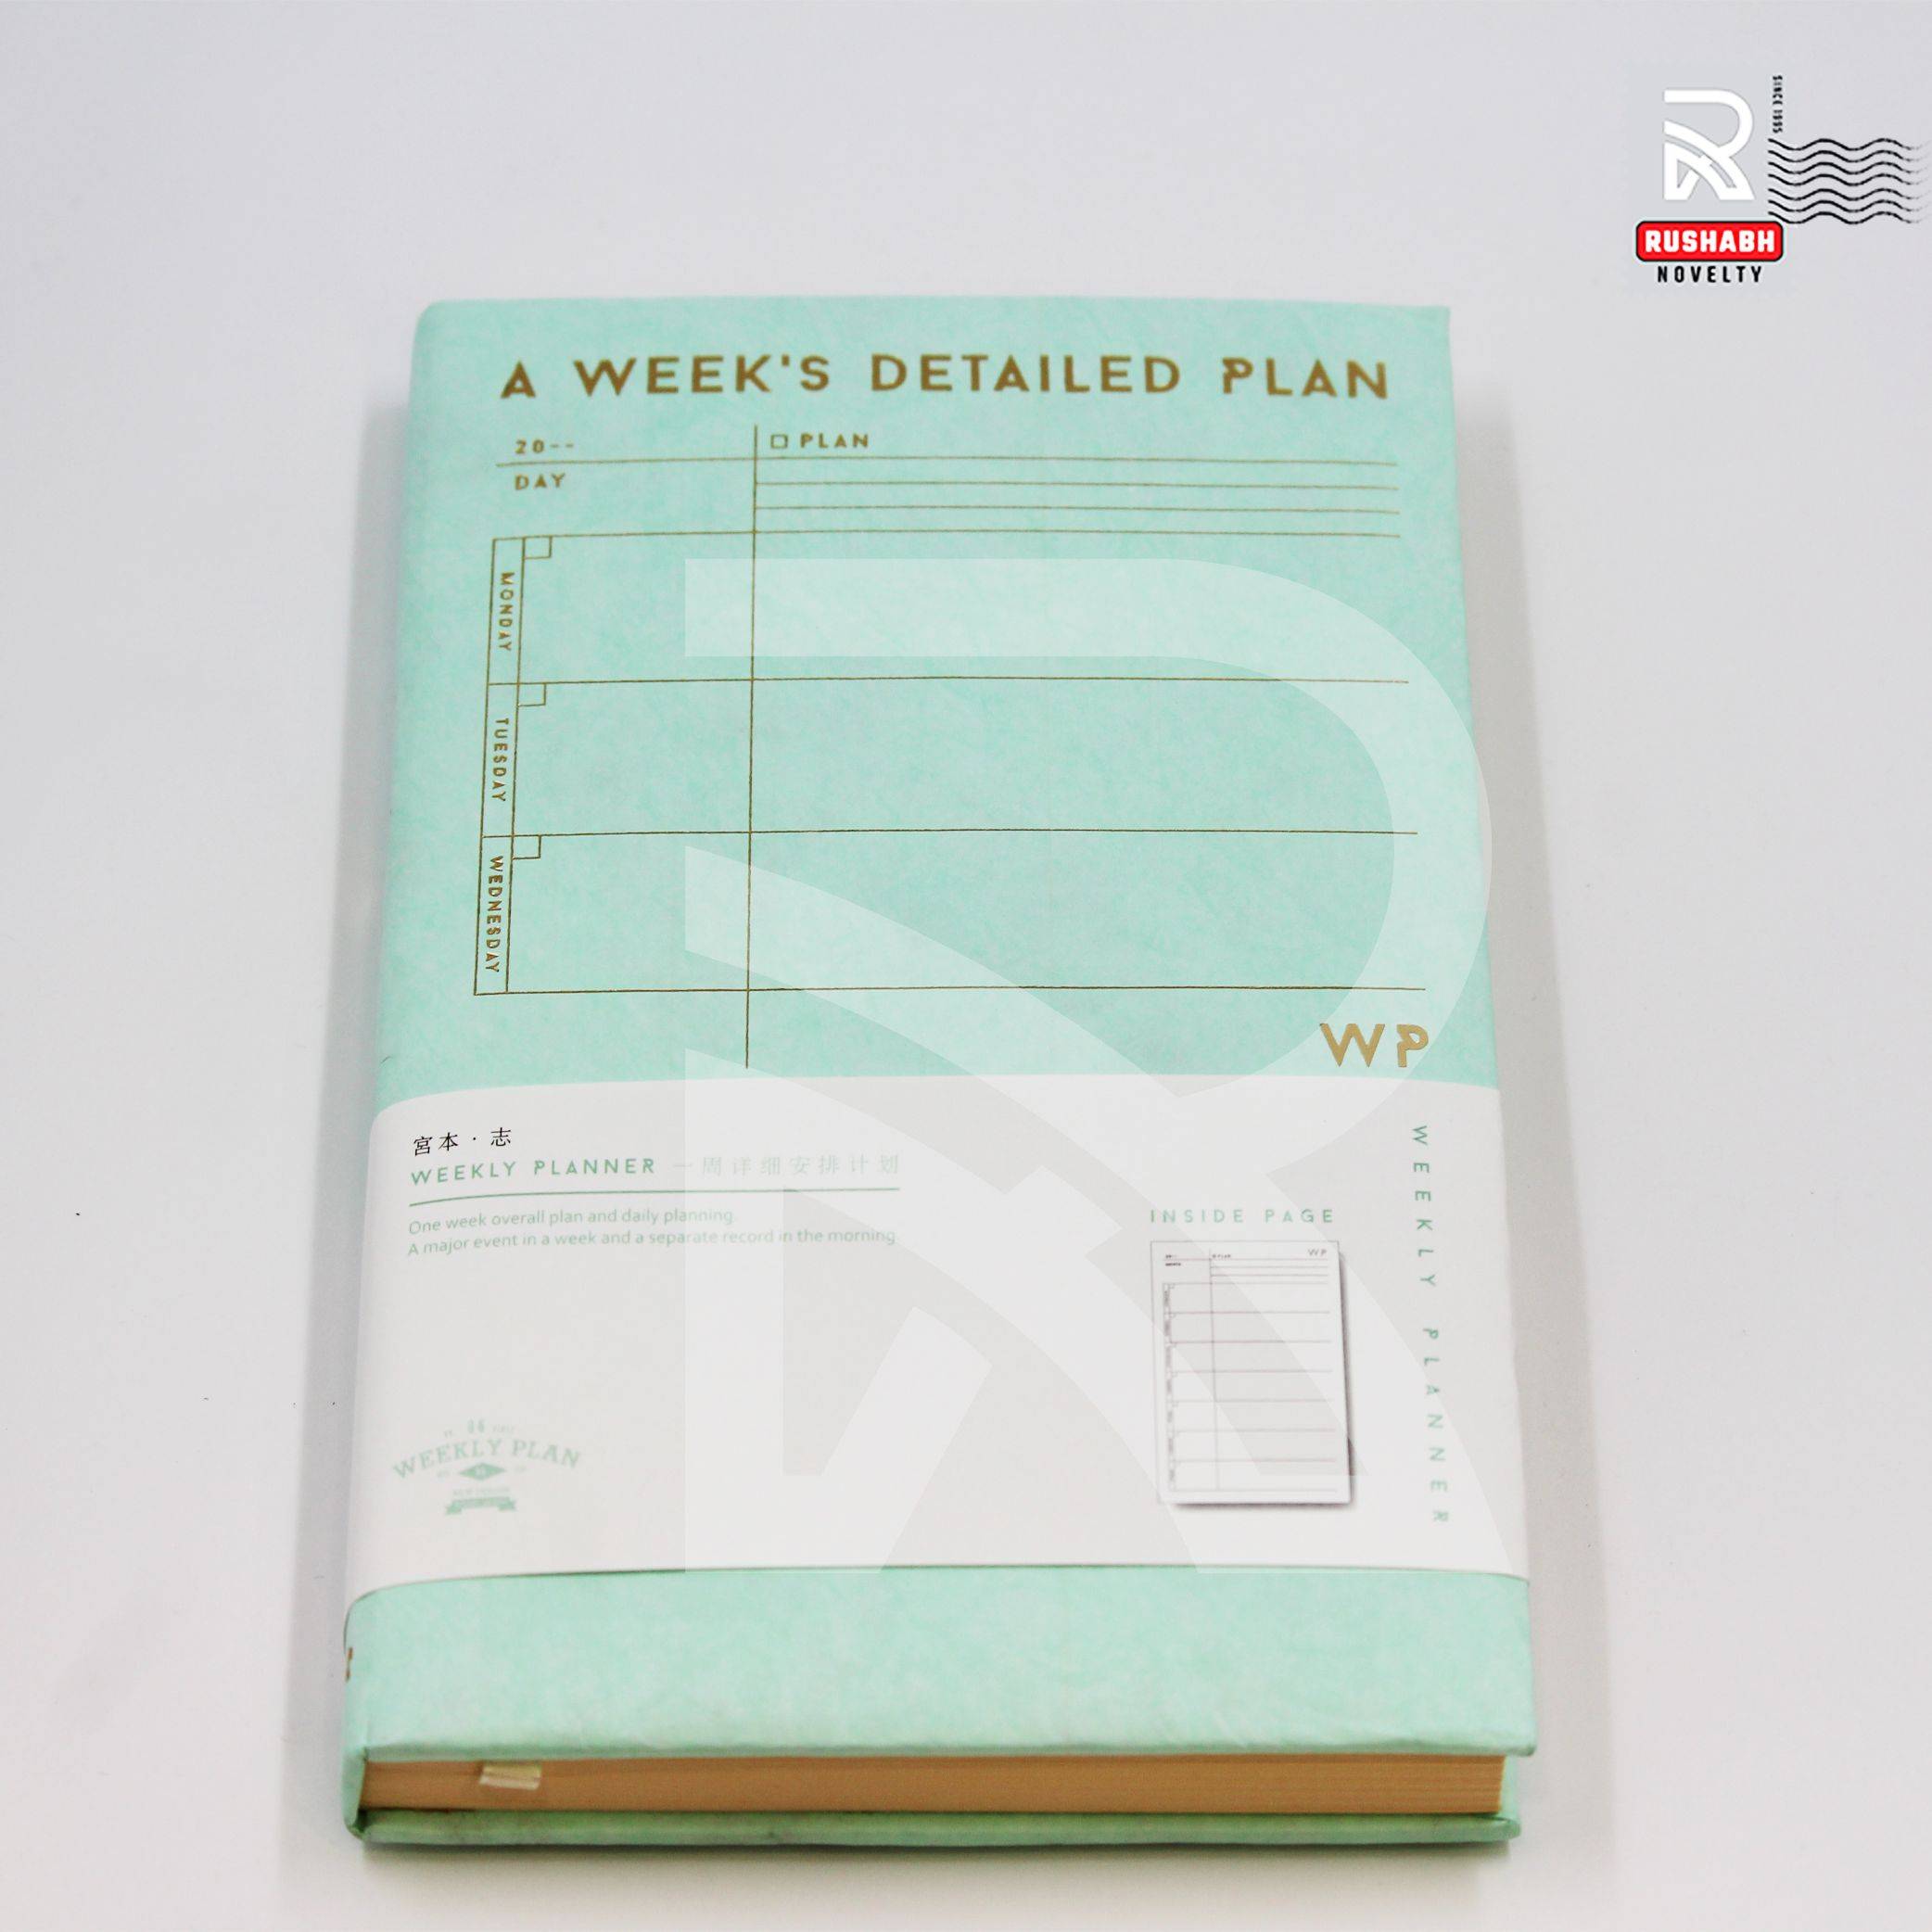 SINCE 1995
RUSHABH
NOVELTY
A WEEK'S DETAILED PLAN
20--
PLAN
DAY
MONDAY
TUESDAY
WEDNESDAY
WP
宮本·志
WEEKLY PLANNER 一周详细安排计划
One week overall plan and daily planning.
A major event in a week and a separate record in the morning.
INSIDE PAGE
WP
WEEKLY PLANNER
WEEKLY PLAN